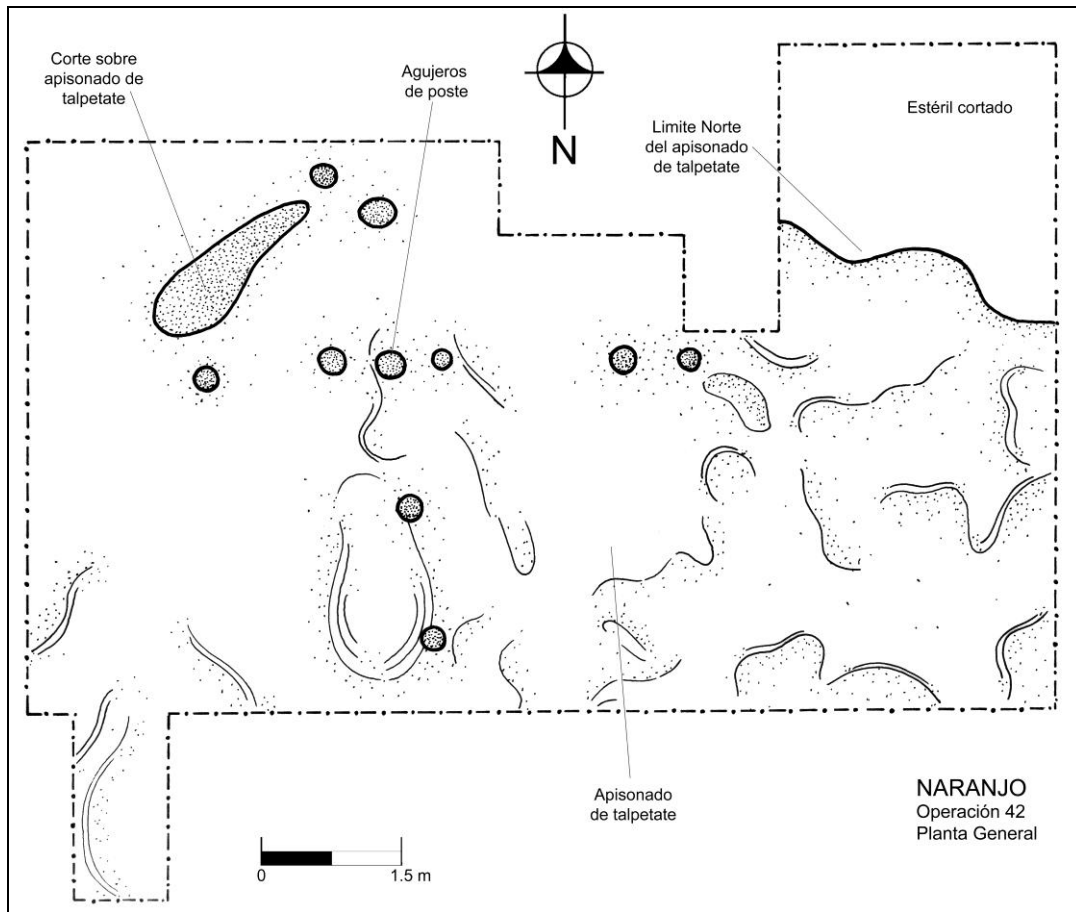 Corte sobre
apisonado de
talpetate
Agujeros
de poste
N
Limite Norte
del apisonado
de talpetate
Estéril cortado
Apisonado
de talpetate
0
1.5 m
NARANJO
Operación 42
Planta General